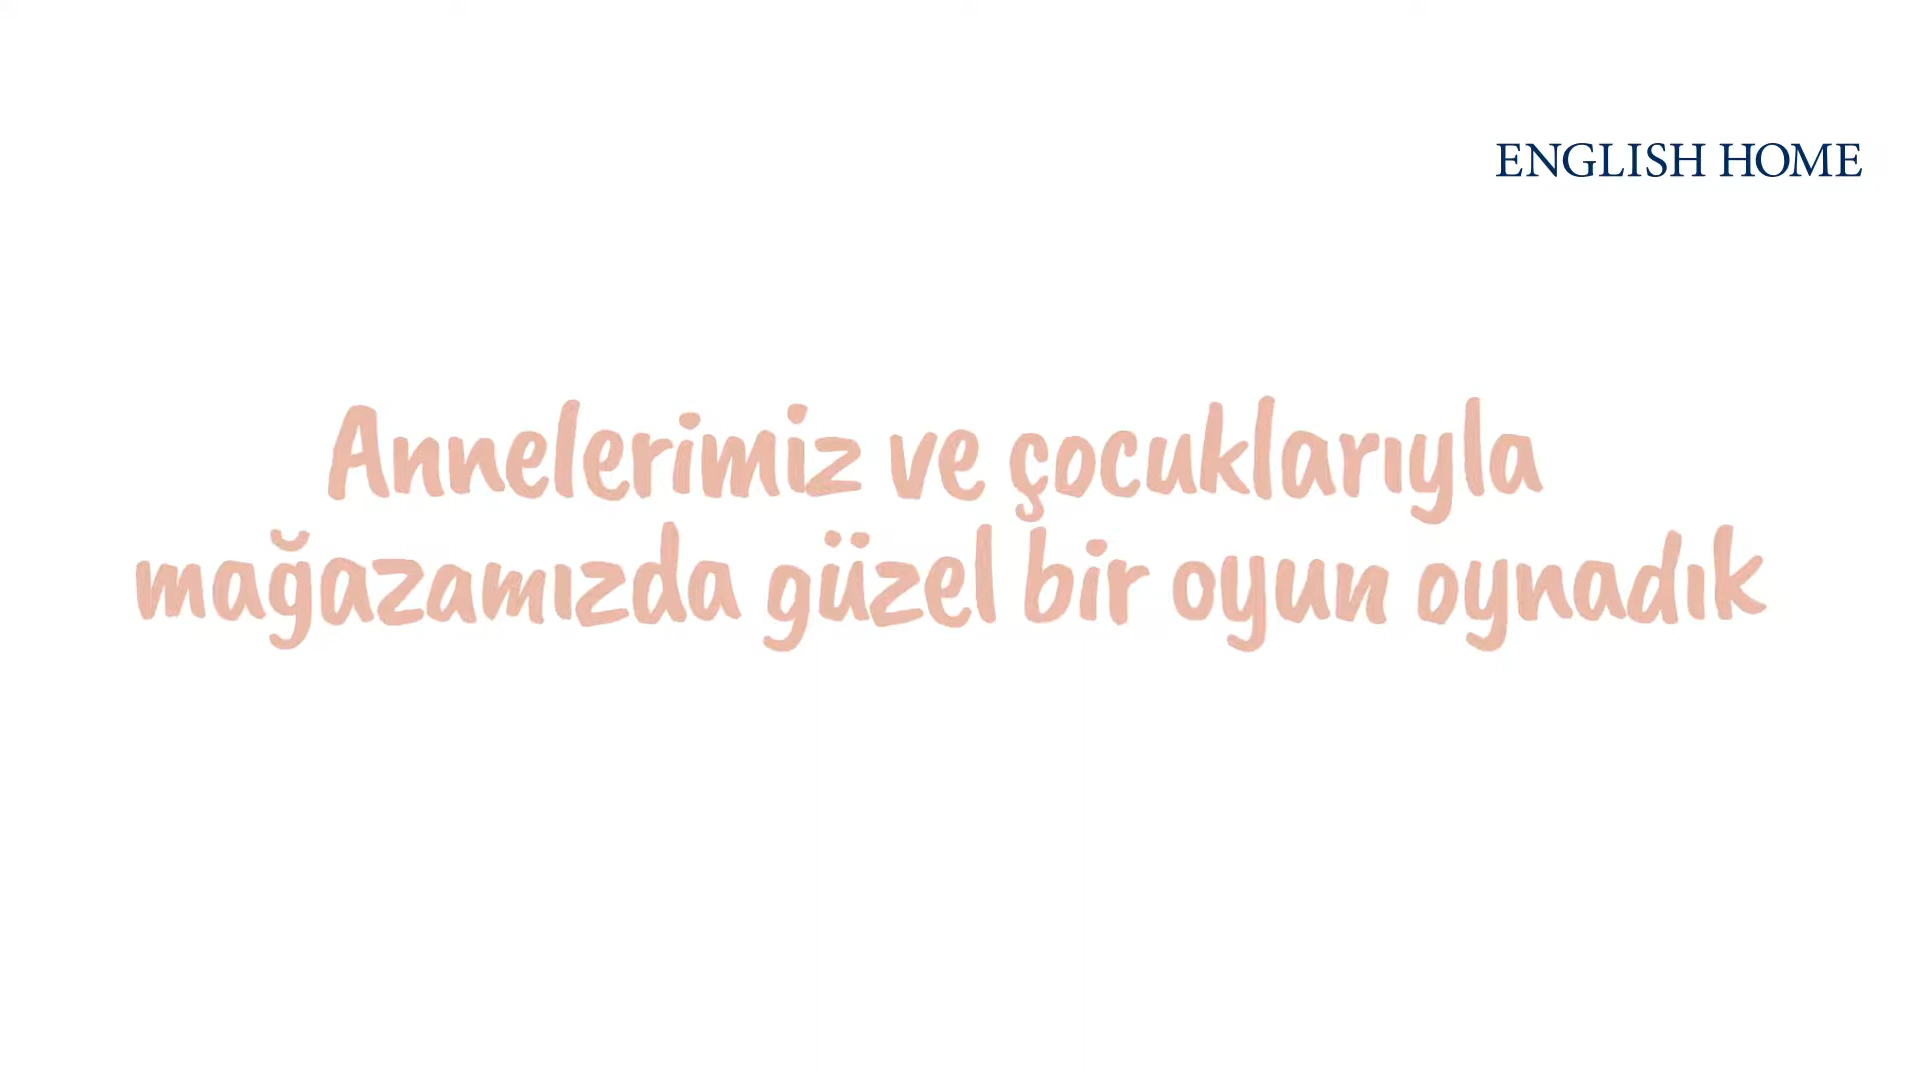 ENGLISH HOME
Annelerimiz ve çocuklarıyla
mağazamızda güzel bir oyun oynadık